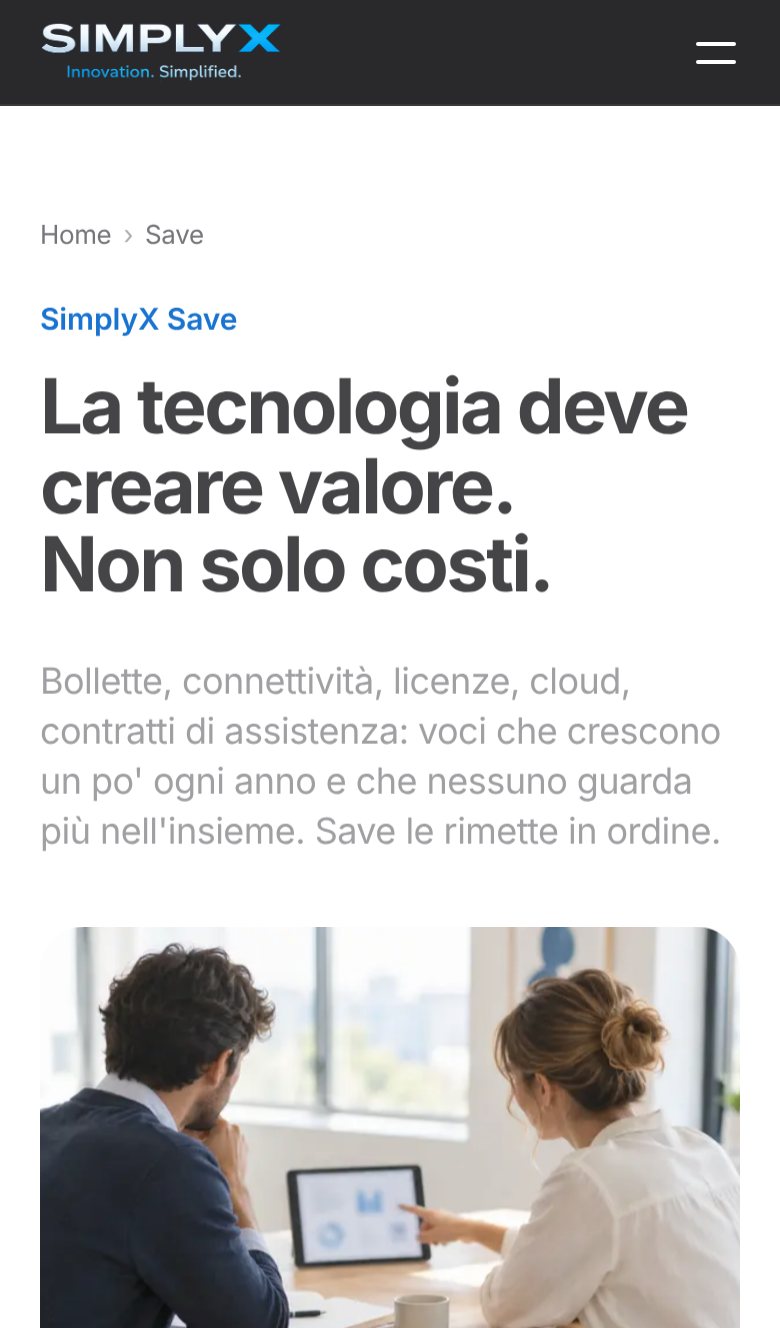 SIMPLYX
Innovation. Simplified.
Home › Save
SimplyX Save
La tecnologia deve
creare valore.
Non solo costi.
Bollette, connettività, licenze, cloud,
contratti di assistenza: voci che crescono
un po' ogni anno e che nessuno guarda
più nell'insieme. Save le rimette in ordine.